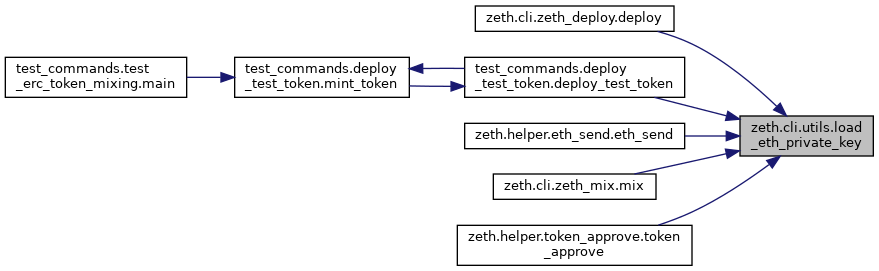 zeth.cli.zeth_deploy.deploy
test_commands.test
_erc_token_mixing.main
test_commands.deploy
_test_token.mint_token
test_commands.deploy
_test_token.deploy_test_token
zeth.cli.utils.load
_eth_private_key
zeth.helper.eth_send.eth_send
zeth.cli.zeth_mix.mix
zeth.helper.token_approve.token
_approve